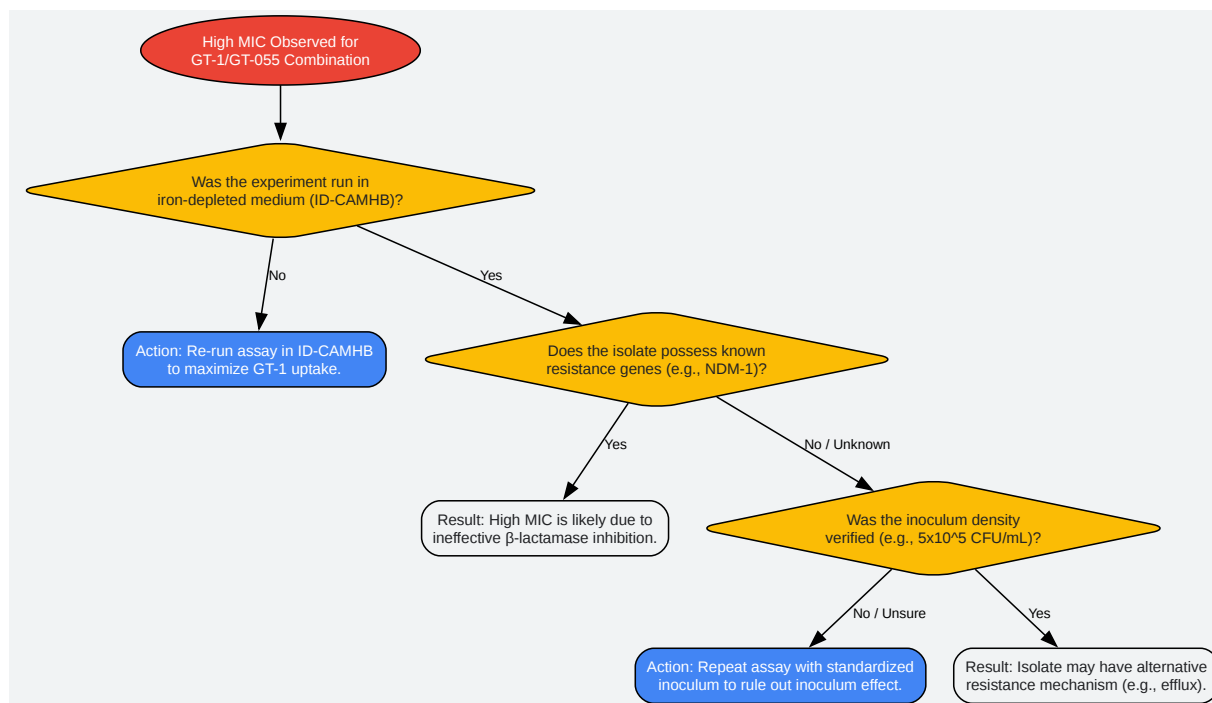 High MIC Observed for
GT-1/GT-055 Combination
Was the experiment run in
iron-depleted medium (ID-CAMHB)?
No
Yes
Action: Re-run assay in ID-CAMHB
to maximize GT-1 uptake.
Does the isolate possess known
resistance genes (e.g., NDM-1)?
Yes
No / Unknown
Result: High MIC is likely due to
ineffective β-lactamase inhibition.
Was the inoculum density
verified (e.g., 5x10^5 CFU/mL)?
No / Unsure
Yes
Action: Repeat assay with standardized
inoculum to rule out inoculum effect.
Result: Isolate may have alternative
resistance mechanism (e.g., efflux).